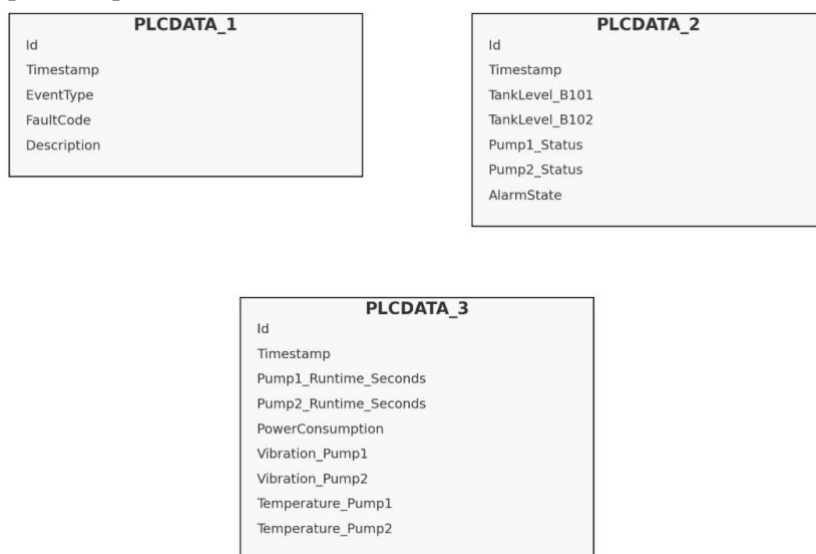 PLCDATA_1
Id
Timestamp
EventType
FaultCode
Description
PLCDATA_2
Id
Timestamp
TankLevel_B101
TankLevel_B102
Pump1_Status
Pump2_Status
AlarmState
PLCDATA_3
Id
Timestamp
Pump1_Runtime_Seconds
Pump2_Runtime_Seconds
PowerConsumption
Vibration_Pump1
Vibration_Pump2
Temperature_Pump1
Temperature_Pump2